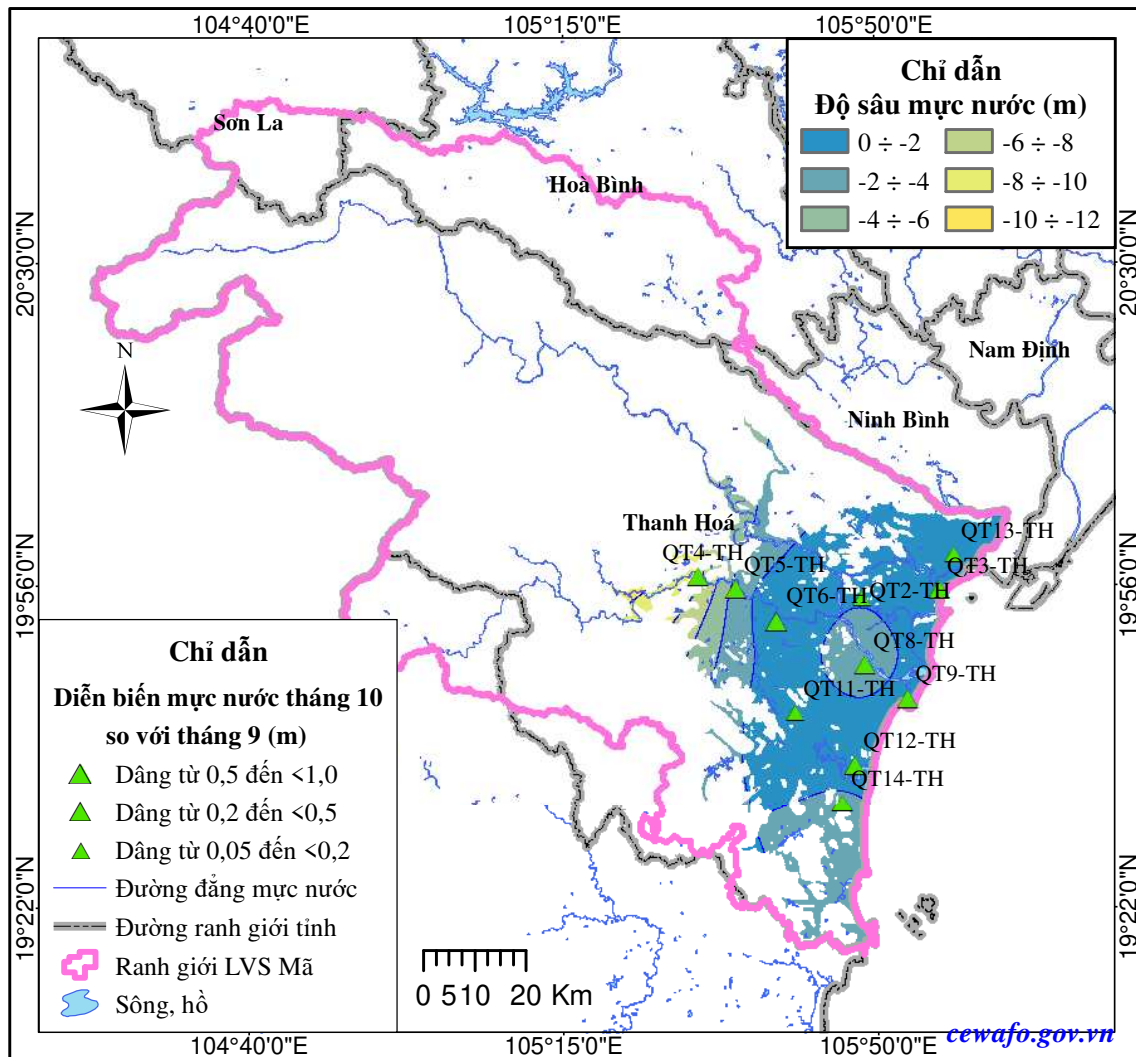 104°40'0"E 105°15'0"E 105°50'0"E
Chỉ dẫn
Độ sâu mực nước (m)
0 ÷ -2 -6 ÷ -8
-2 ÷ -4 -8 ÷ -10
-4 ÷ -6 -10 ÷ -12
Sơn La
Hoà Bình
20°30'0"N 20°30'0"N
N
Nam Định
Ninh Bình
Thanh Hoá
QT13-TH
QT4-TH QT5-TH QT3-TH
19°56'0"N 19°56'0"N
QT6-TH QT2-TH
QT8-TH
QT9-TH
QT11-TH
QT12-TH
QT14-TH
Chỉ dẫn
Diễn biến mực nước tháng 10
so với tháng 9 (m)
Dâng từ 0,5 đến <1,0
Dâng từ 0,2 đến <0,5
Dâng từ 0,05 đến <0,2
Đường đẳng mực nước
Đường ranh giới tỉnh
Ranh giới LVS Mã
Sông, hồ
19°22'0"N 19°22'0"N
0 510 20 Km
cewafo.gov.vn
104°40'0"E 105°15'0"E 105°50'0"E